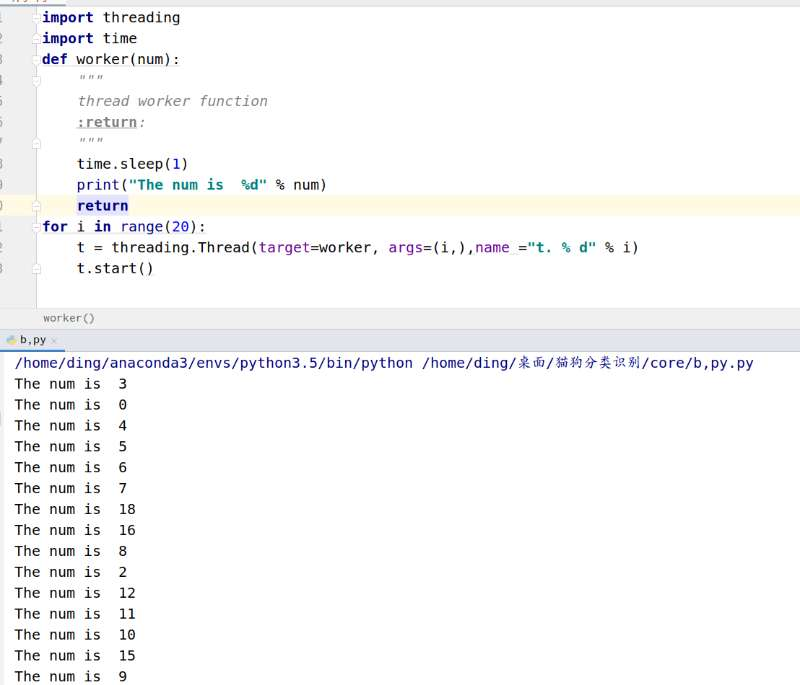 import threading
import time
def worker(num):
"""
thread worker function
:return:
"""
time.sleep(1)
print("The num is  %d" % num)
return
for i in range(20):
t = threading.Thread(target=worker, args=(i,),name ="t. % d" % i)
t.start()
worker()
b,py
/home/ding/anaconda3/envs/python3.5/bin/python /home/ding/桌面/猫狗分类识别/core/b,py.py
The num is  3
The num is  0
The num is  4
The num is  5
The num is  6
The num is  7
The num is  18
The num is  16
The num is  8
The num is  2
The num is  12
The num is  11
The num is  10
The num is  15
The num is  9